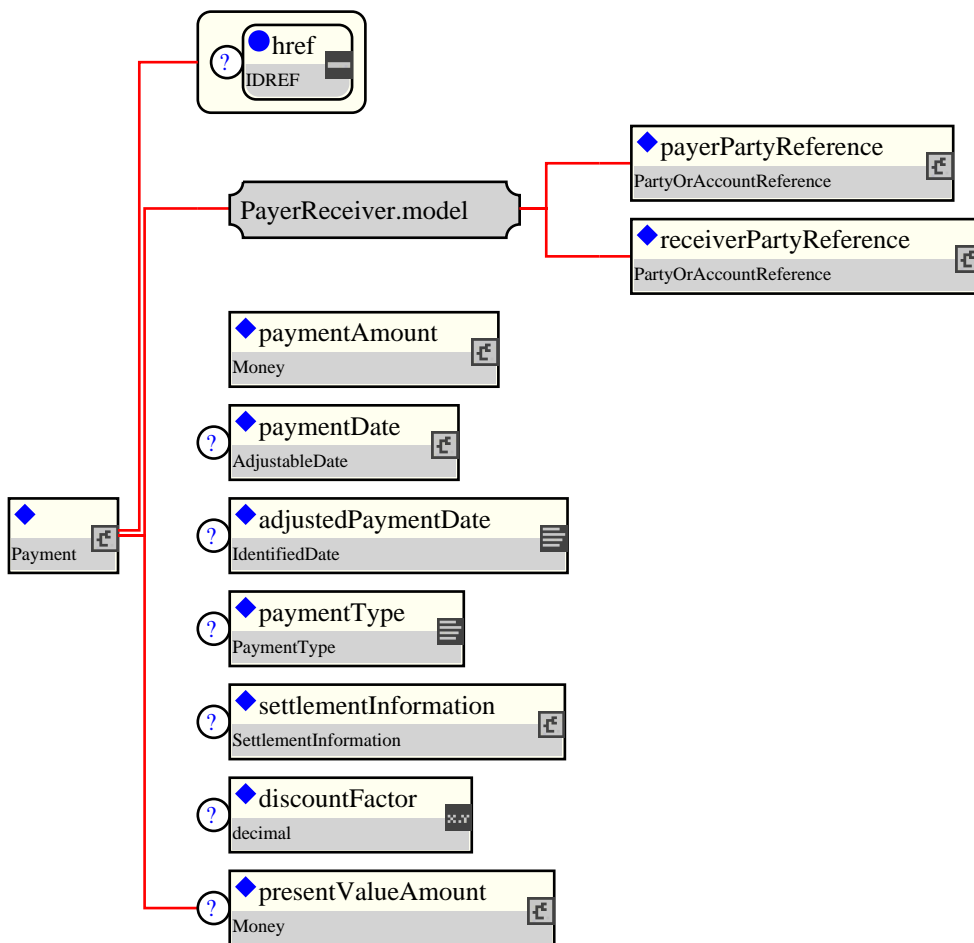 ?
href
IDREF
payerPartyReference
PartyOrAccountReference
PayerReceiver.model
receiverPartyReference
PartyOrAccountReference
paymentAmount
Money
?
paymentDate
AdjustableDate
?
adjustedPaymentDate
IdentifiedDate
Payment
?
paymentType
PaymentType
?
settlementInformation
SettlementInformation
?
discountFactor
X.Y
decimal
?
presentValueAmount
Money